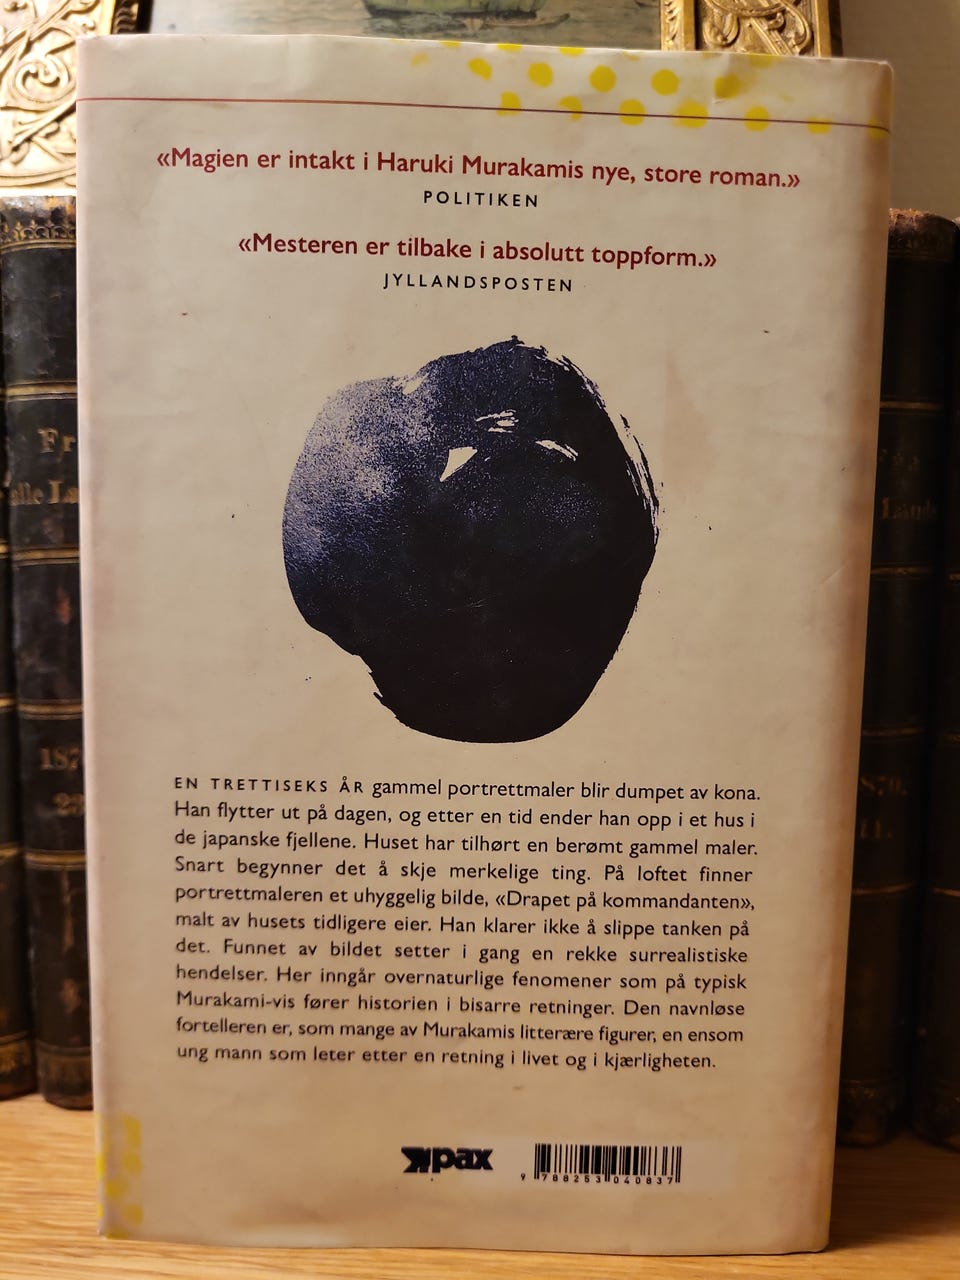 «Magien er intakt i Haruki Murakamis nye, store roman.»
POLITIKEN
«Mesteren er tilbake i absolutt toppform.»
JYLLANDSPOSTEN
EN TRETTISEKS ÅR gammel portrettmaler blir dumpet av kona.
Han flytter ut på dagen, og etter en tid ender han opp i et hus i
de japanske fjellene. Huset har tilhørt en berømt gammel maler.
Snart begynner det å skje merkelige ting. På loftet finner
portrettmaleren et uhyggelig bilde, «Drapet på kommandanten»,
malt av husets tidligere eier. Han klarer ikke å slippe tanken på
det. Funnet av bildet setter i gang en rekke surrealistiske
hendelser. Her inngår overnaturlige fenomener som på typisk
Murakami-vis fører historien i bisarre retninger. Den navnløse
fortelleren er, som mange av Murakamis litterære figurer, en ensom
ung mann som leter etter en retning i livet og i kjærligheten.
pax
9 788253 040837
Fr